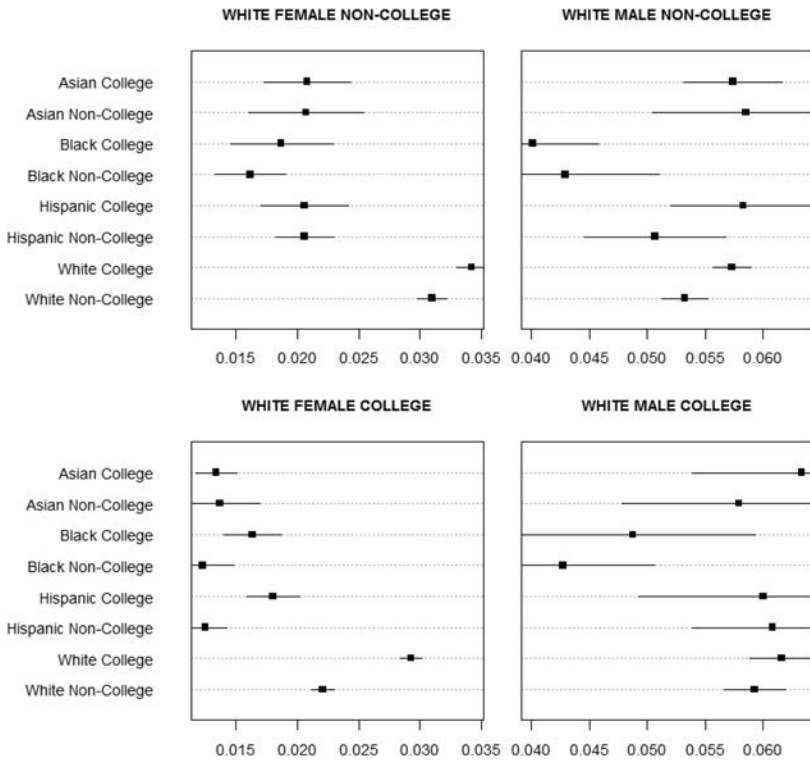 WHITE FEMALE NON-COLLEGE WHITE MALE NON-COLLEGE
Asian College
Asian Non-College
Black College
Black Non-College
Hispanic College
Hispanic Non-College
White College
White Non-College
0.015 0.020 0.025 0.030 0.035 0.040 0.045 0.050 0.055 0.060
WHITE FEMALE COLLEGE WHITE MALE COLLEGE
Asian College
Asian Non-College
Black College
Black Non-College
Hispanic College
Hispanic Non-College
White College
White Non-College
0.015 0.020 0.025 0.030 0.035 0.040 0.045 0.050 0.055 0.060